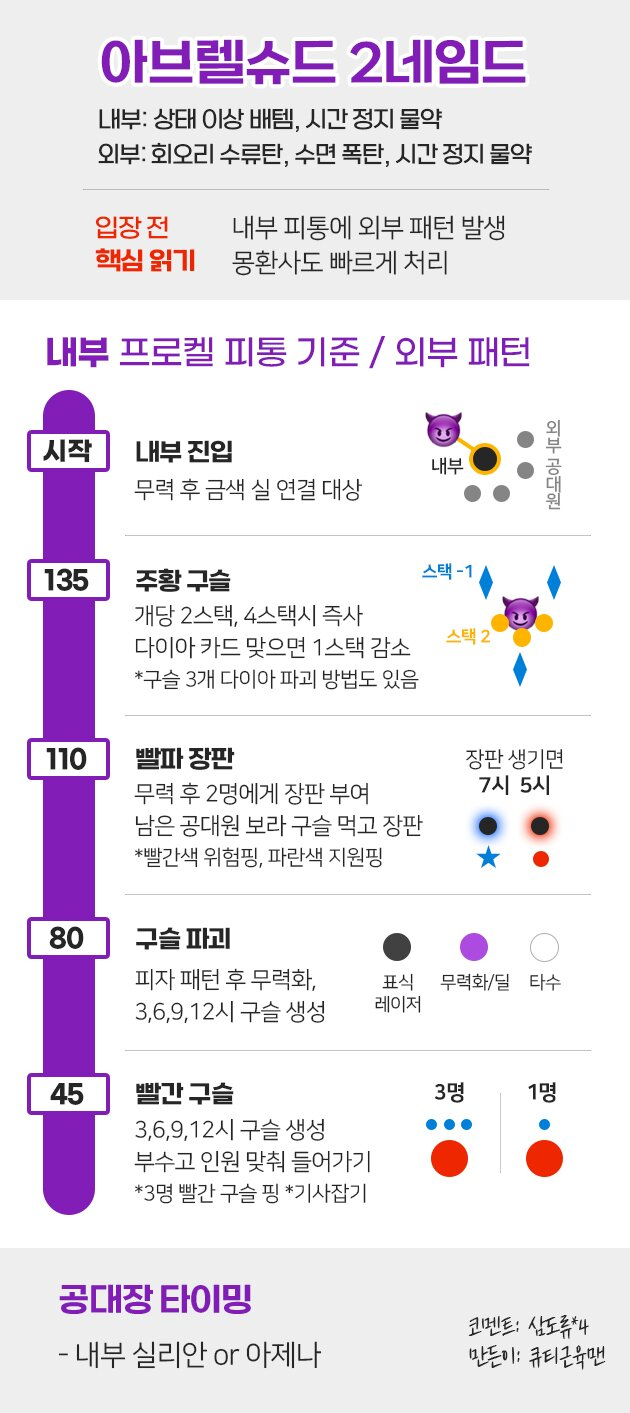 아브렐슈드 2네임드
내부: 상태 이상 배템, 시간 정지 물약
외부: 회오리 수류탄, 수면 폭탄, 시간 정지 물약
입장 전
핵심 읽기
내부 피통에 외부 패턴 발생
몽환사도 빠르게 처리
내부 프로켈 피통 기준 / 외부 패턴
시작
내부 진입
무력 후 금색 실 연결 대상
내부
외부 공대원
135
주황 구슬
개당 2스택, 4스택시 즉사
다이아 카드 맞으면 1스택 감소
*구슬 3개 다이아 파괴 방법도 있음
스택 -1
스택 2
110
빨파 장판
무력 후 2명에게 장판 부여
남은 공대원 보라 구슬 먹고 장판
*빨간색 위험핑, 파란색 지원핑
장판 생기면
7시 5시
80
구슬 파괴
피자 패턴 후 무력화,
3,6,9,12시 구슬 생성
표식
레이저
무력화/딜
타수
45
빨간 구슬
3,6,9,12시 구슬 생성
부수고 인원 맞춰 들어가기
*3명 빨간 구슬 핑 *기사잡기
3명
1명
공대장 타이밍
- 내부 실리안 or 아제나
코멘트: 삼도류*4
만든이: 큐티근육맨